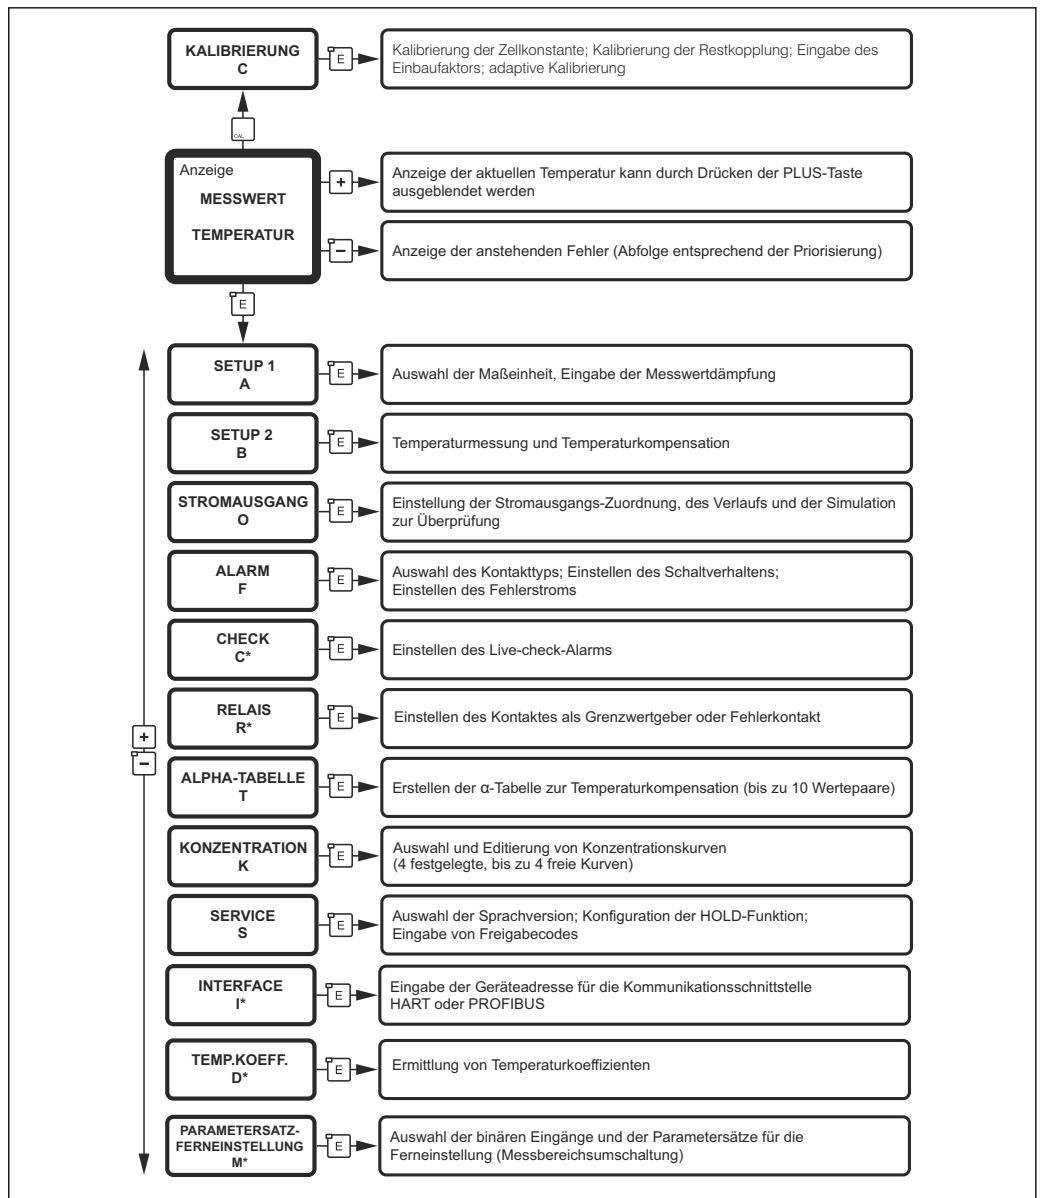 KALIBRIERUNG
C
E
Kalibrierung der Zellkonstante; Kalibrierung der Restkopplung; Eingabe des
Einbaufaktors; adaptive Kalibrierung
CAL
Anzeige
MESSWERT
TEMPERATUR
+
Anzeige der aktuellen Temperatur kann durch Drücken der PLUS-Taste
ausgeblendet werden
−
Anzeige der anstehenden Fehler (Abfolge entsprechend der Priorisierung)
E
SETUP 1
A
E
Auswahl der Maßeinheit, Eingabe der Messwertdämpfung
SETUP 2
B
E
Temperaturmessung und Temperaturkompensation
STROMAUSGANG
O
E
Einstellung der Stromausgangs-Zuordnung, des Verlaufs und der Simulation
zur Überprüfung
ALARM
F
E
Auswahl des Kontakttyps; Einstellen des Schaltverhaltens;
Einstellen des Fehlerstroms
CHECK
C*
E
Einstellen des Live-check-Alarms
RELAIS
R*
E
Einstellen des Kontaktes als Grenzwertgeber oder Fehlerkontakt
+
−
ALPHA-TABELLE
T
E
Erstellen der α-Tabelle zur Temperaturkompensation (bis zu 10 Wertepaare)
KONZENTRATION
K
E
Auswahl und Editierung von Konzentrationskurven
(4 festgelegte, bis zu 4 freie Kurven)
SERVICE
S
E
Auswahl der Sprachversion; Konfiguration der HOLD-Funktion;
Eingabe von Freigabecodes
INTERFACE
I*
E
Eingabe der Geräteadresse für die Kommunikationsschnittstelle
HART oder PROFIBUS
TEMP.KOEFF.
D*
E
Ermittlung von Temperaturkoeffizienten
PARAMETERSATZ-
FERNEINSTELLUNG
M*
E
Auswahl der binären Eingänge und der Parametersätze für die
Ferneinstellung (Messbereichsumschaltung)